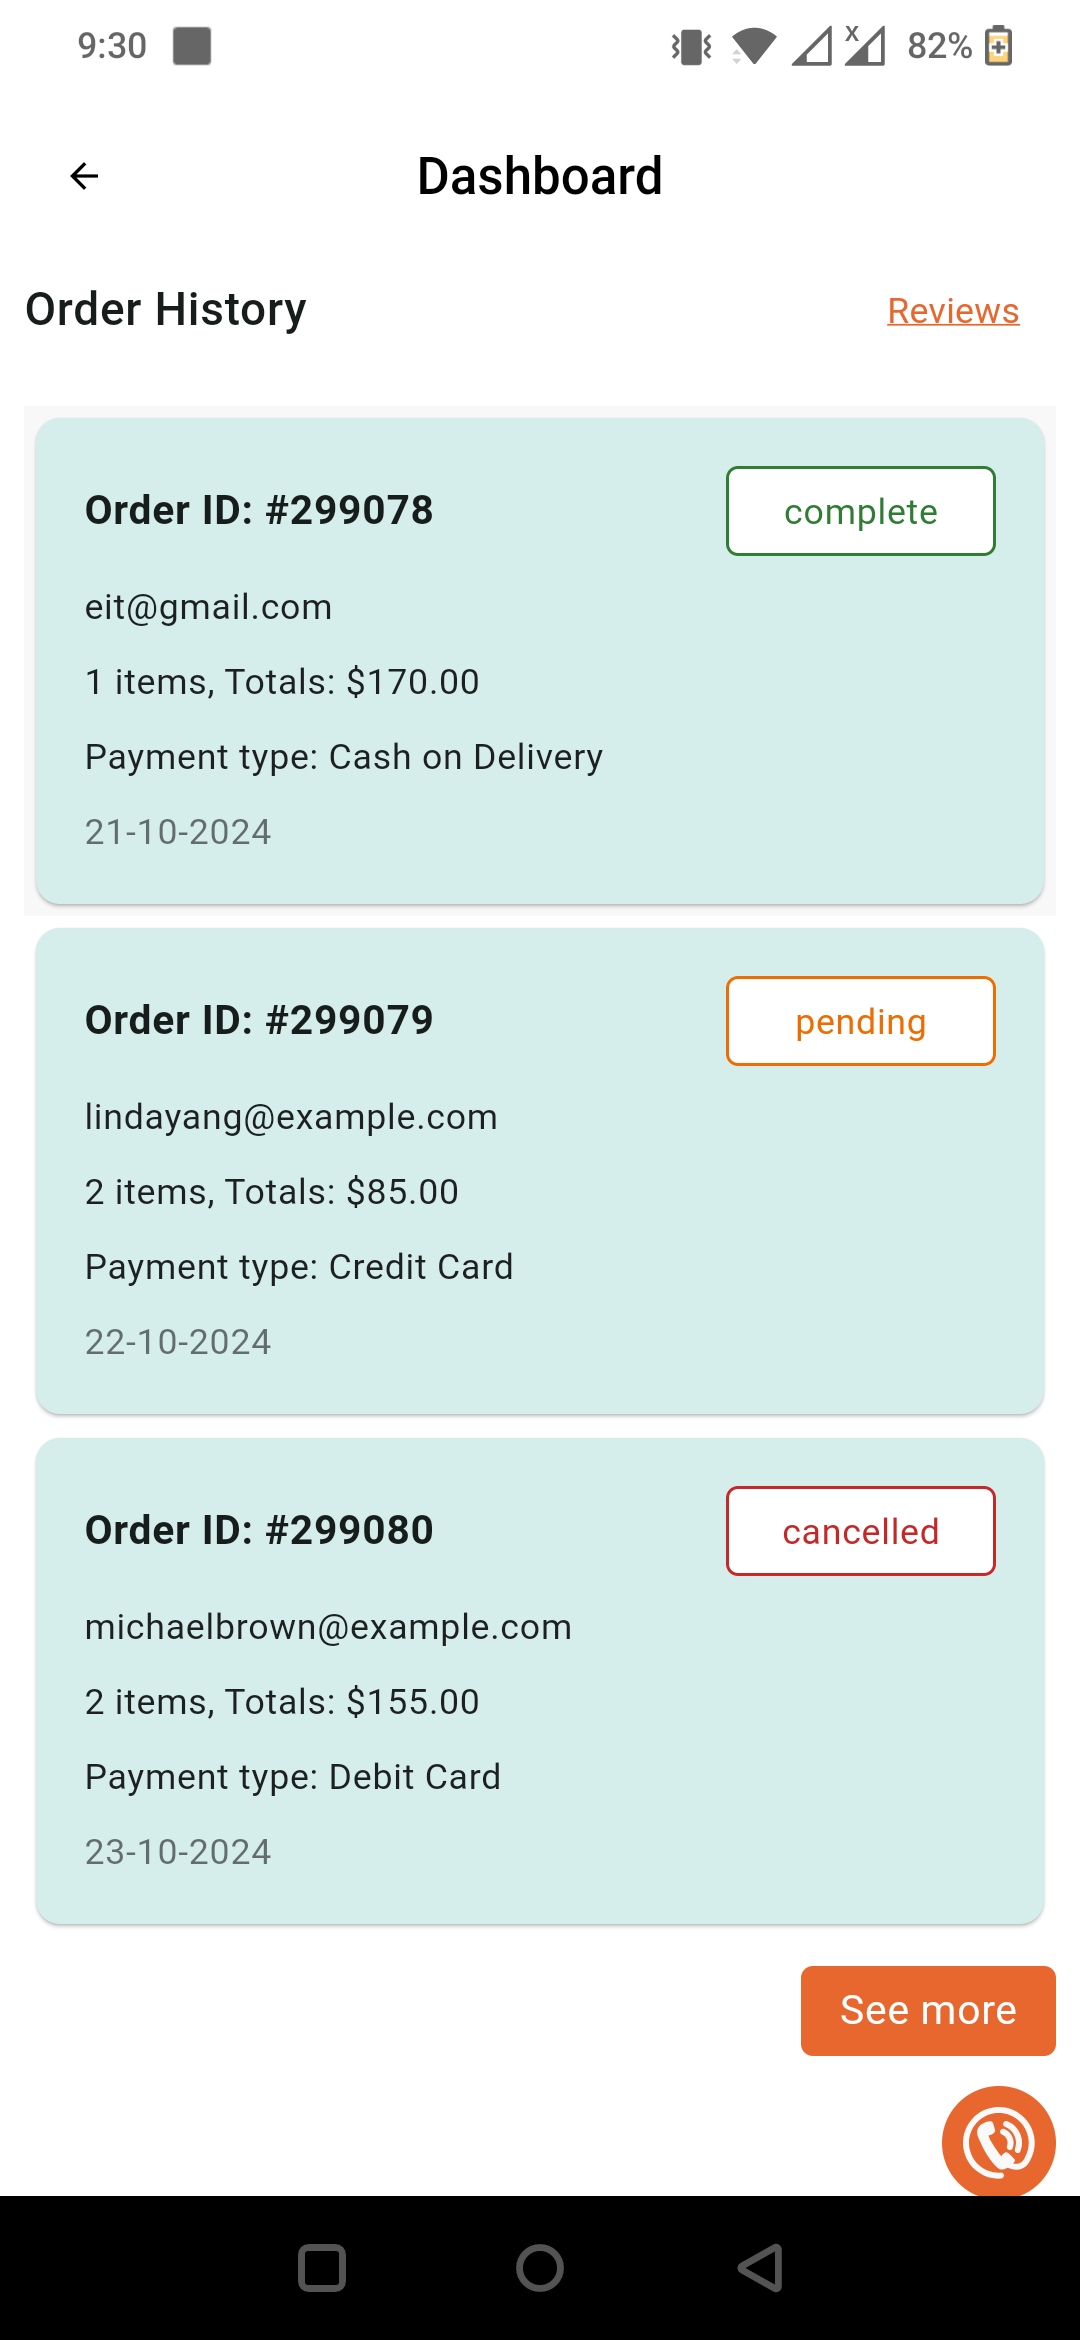 9:30
x
82%
Dashboard
Order History
Reviews
Order ID: #299078
complete
eit@gmail.com
1 items, Totals: $170.00
Payment type: Cash on Delivery
21-10-2024
Order ID: #299079
pending
lindayang@example.com
2 items, Totals: $85.00
Payment type: Credit Card
22-10-2024
Order ID: #299080
cancelled
michaelbrown@example.com
2 items, Totals: $155.00
Payment type: Debit Card
23-10-2024
See more